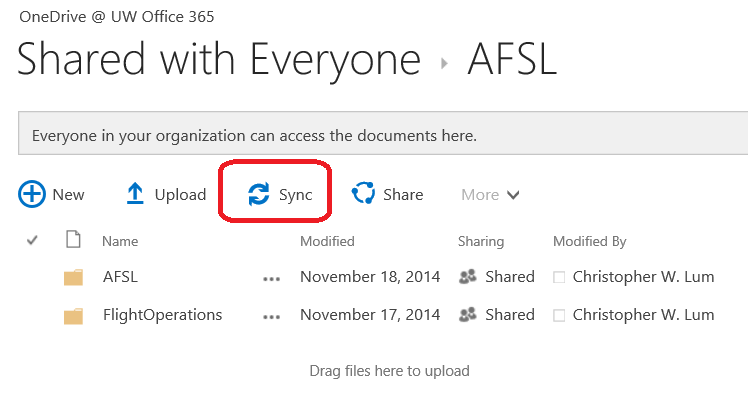 OneDrive @ UW Office 365
Shared with Everyone ▸ AFSL
Everyone in your organization can access the documents here.
New Upload Sync Share More
Name Modified Sharing Modified By
AFSL ... November 18, 2014 Shared Christopher W. Lum
FlightOperations ... November 17, 2014 Shared Christopher W. Lum
Drag files here to upload